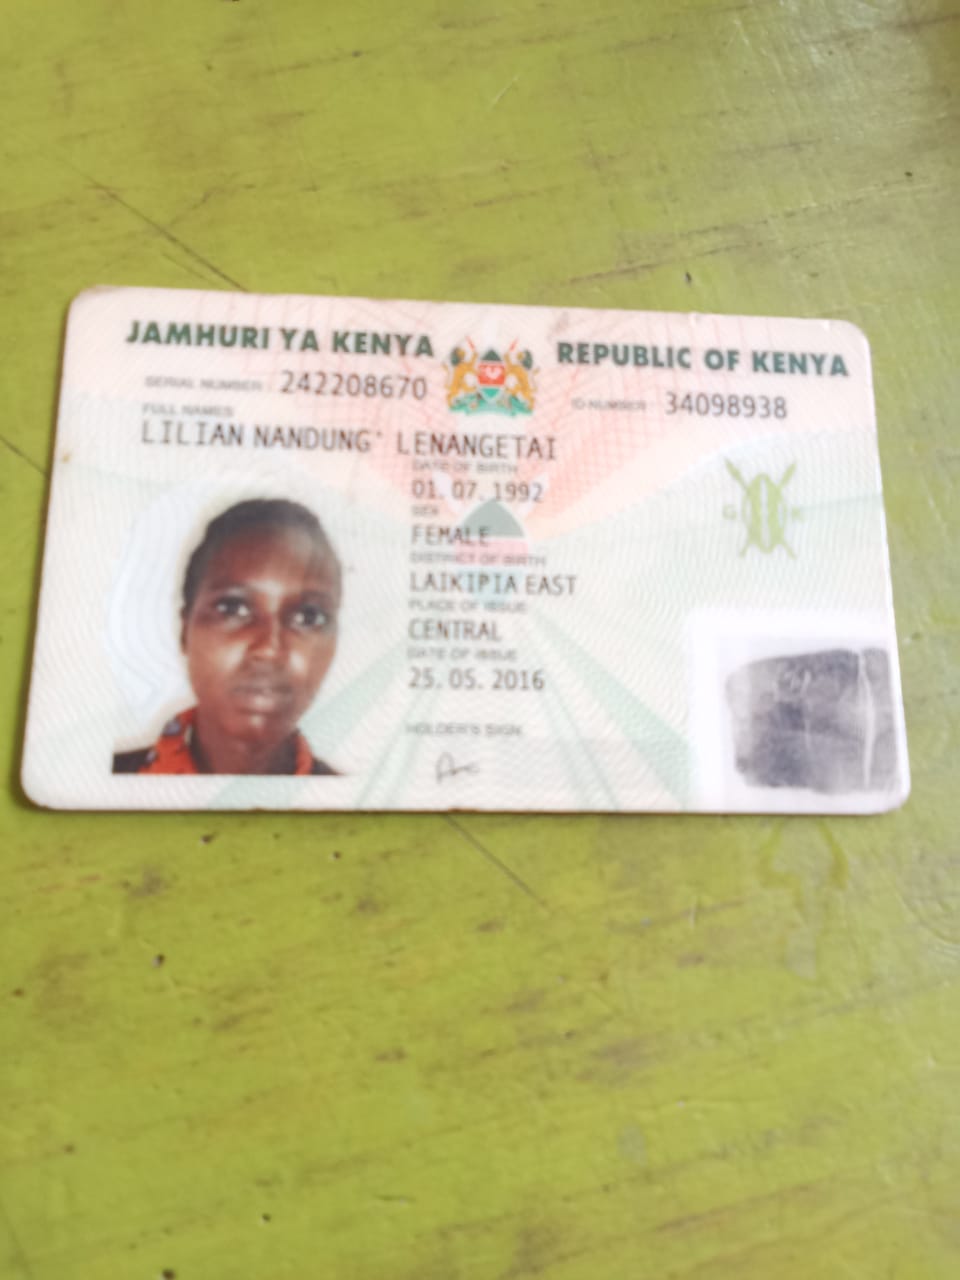 JAMHURI YA KENYA REPUBLIC OF KENYA
SERIAL NUMBER: 242208670 ID NUMBER: 34098938
FULL NAMES
LILIAN NANDUNG' LENANGETAI
DATE OF BIRTH
01. 07. 1992
SEX
FEMALE
DISTRICT OF BIRTH
LAIKIPIA EAST
PLACE OF ISSUE
CENTRAL
DATE OF ISSUE
25. 05. 2016
HOLDER'S SIGN
G K